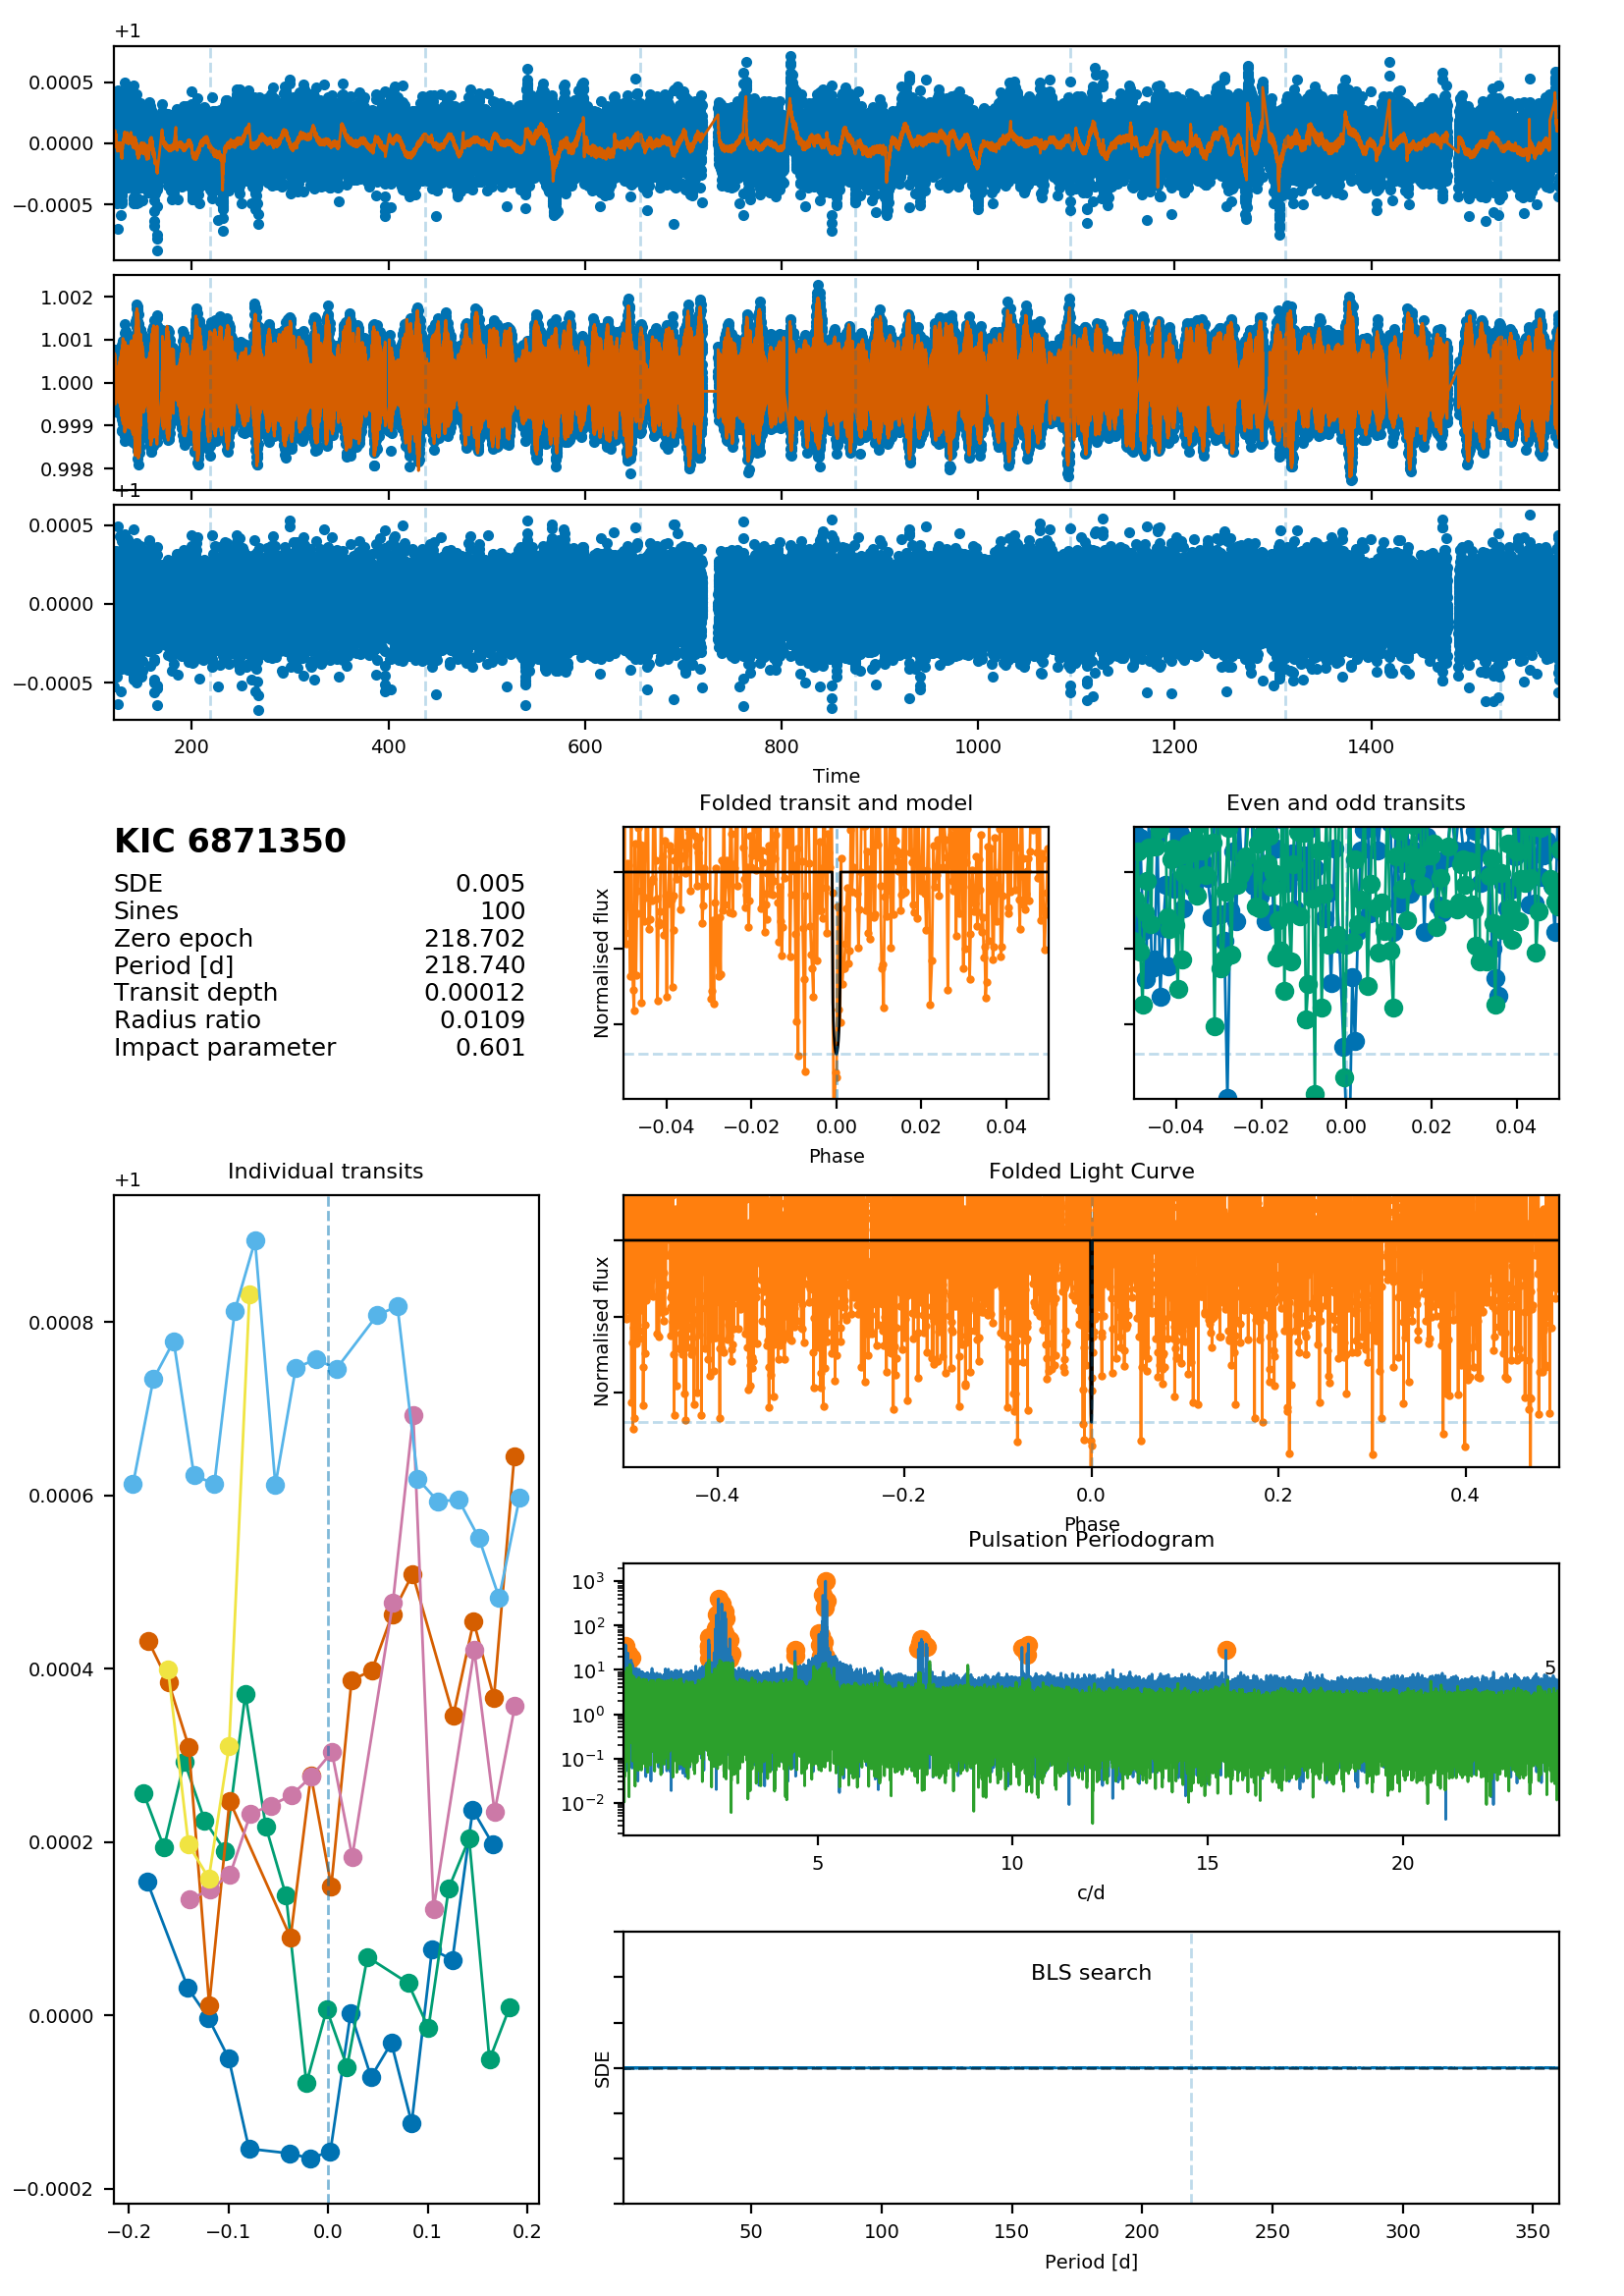 +1
0.0005
0.0000
−0.0005
1.002
1.001
1.000
0.999
0.998
+1
0.0005
0.0000
−0.0005
200 400 600 800 1000 1200 1400
Time
KIC 6871350
SDE 0.005
Sines 100
Zero epoch 218.702
Period [d] 218.740
Transit depth 0.00012
Radius ratio 0.0109
Impact parameter 0.601
Folded transit and model
Normalised flux
−0.04 −0.02 0.00 0.02 0.04
Phase
Even and odd transits
−0.04 −0.02 0.00 0.02 0.04
Individual transits
+1
0.0008
0.0006
0.0004
0.0002
0.0000
−0.0002
−0.2 −0.1 0.0 0.1 0.2
Folded Light Curve
Normalised flux
−0.4 −0.2 0.0 0.2 0.4
Phase
Pulsation Periodogram
10³
10²
10¹
10⁰
10⁻¹
10⁻²
5
5 10 15 20
c/d
BLS search
SDE
50 100 150 200 250 300 350
Period [d]